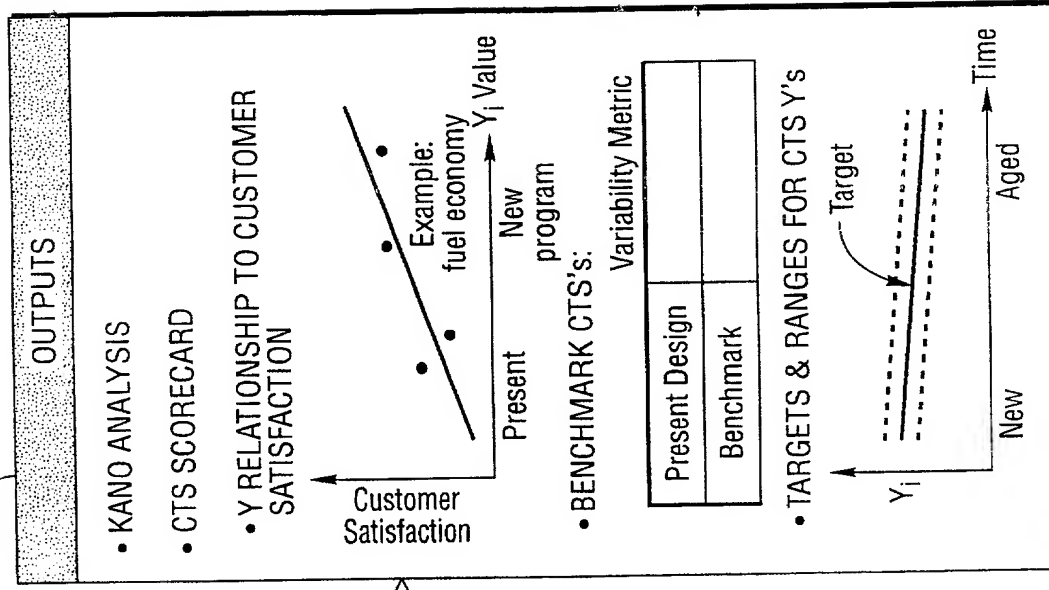 OUTPUTS
• KANO ANALYSIS
• CTS SCORECARD
• Y RELATIONSHIP TO CUSTOMER
SATISFACTION
Customer
Satisfaction
Example:
fuel economy
Yi Value
Present
New
program
• BENCHMARK CTS's:
Variability Metric
Present Design
Benchmark
• TARGETS & RANGES FOR CTS Y's
Yi
Target
New
Aged
Time